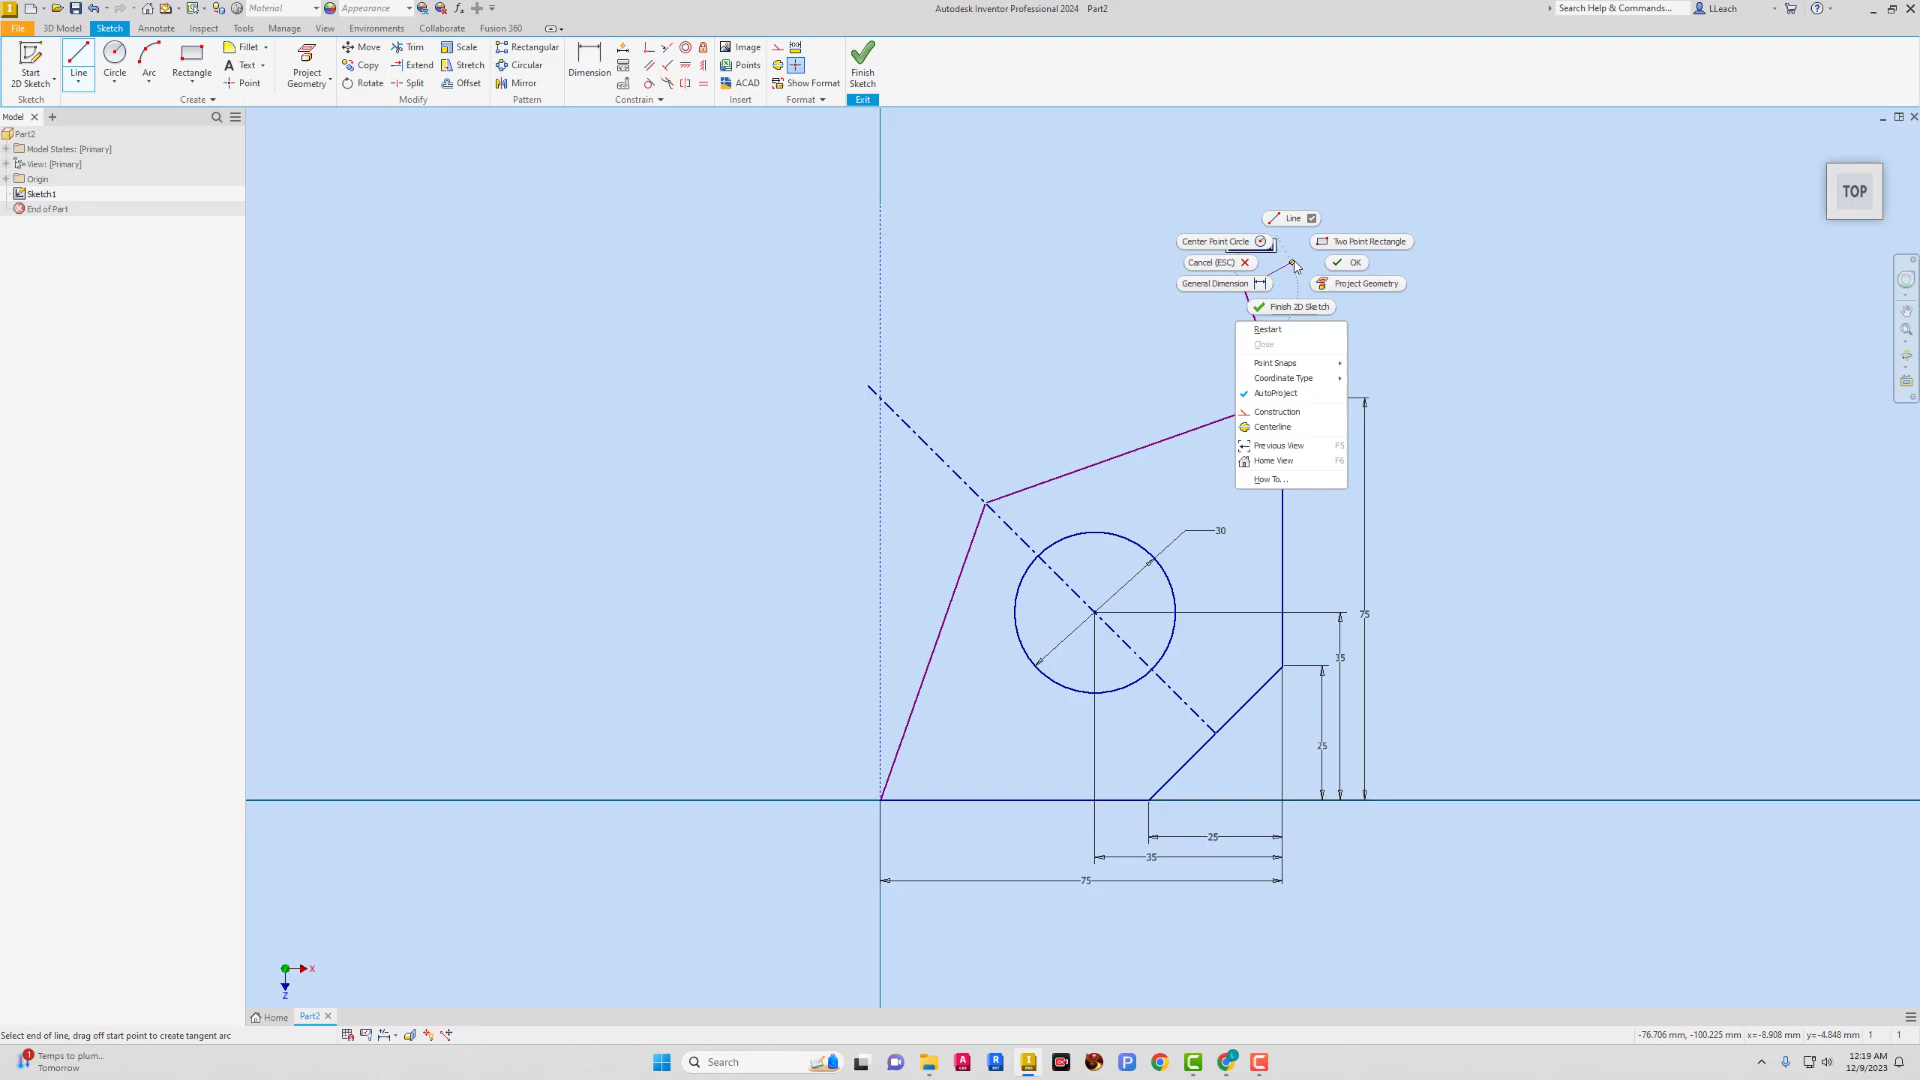 Material
Appearance
Autodesk Inventor Professional 2024 Part2
Search Help & Commands...
LLeach
File
3D Model
Sketch
Annotate
Inspect
Tools
Manage
View
Environments
Collaborate
Fusion 360
Start
2D Sketch
Line
Circle
Arc
Rectangle
Fillet
Text
Point
Project
Geometry
Move
Copy
Rotate
Trim
Extend
Split
Scale
Stretch
Offset
Rectangular
Circular
Mirror
Dimension
Image
Points
ACAD
Show Format
Finish
Sketch
Sketch
Create
Modify
Pattern
Constrain
Insert
Format
Exit
Model
Part2
Model States: [Primary]
View: [Primary]
Origin
Sketch1
End of Part
TOP
Line
Center Point Circle
Two Point Rectangle
Cancel (ESC)
OK
General Dimension
Project Geometry
Finish 2D Sketch
Restart
Close
Point Snaps
Coordinate Type
AutoProject
Construction
Centerline
Previous View F5
Home View F6
How To...
30
75
35
25
25
35
75
X
Z
Home
Part2
Select end of line, drag off start point to create tangent arc
-76.706 mm, -100.225 mm x=-8.908 mm y=-4.848 mm 1 1
1
Temps to plum...
Tomorrow
Search
12:19 AM
12/9/2023